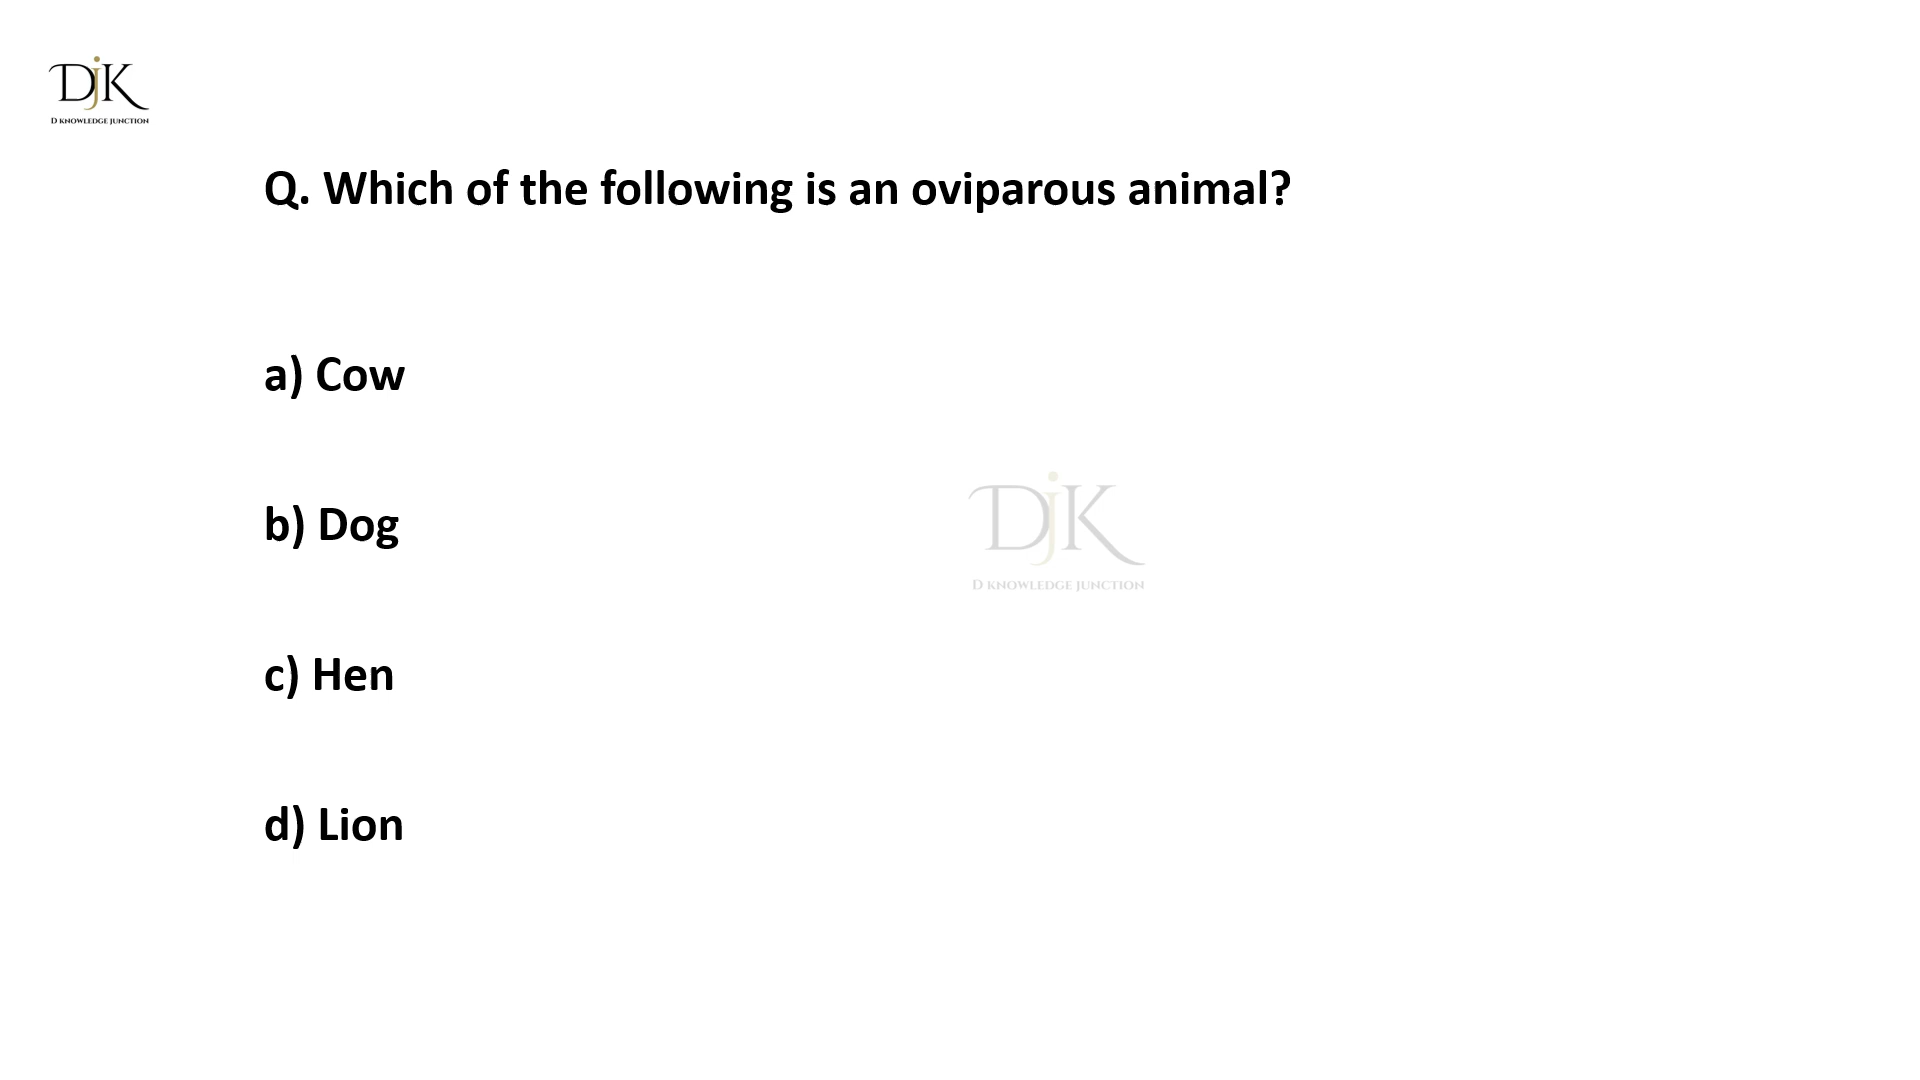 DjK
D KNOWLEDGE JUNCTION
Q. Which of the following is an oviparous animal?
a) Cow
b) Dog
DjK
D KNOWLEDGE JUNCTION
c) Hen
d) Lion